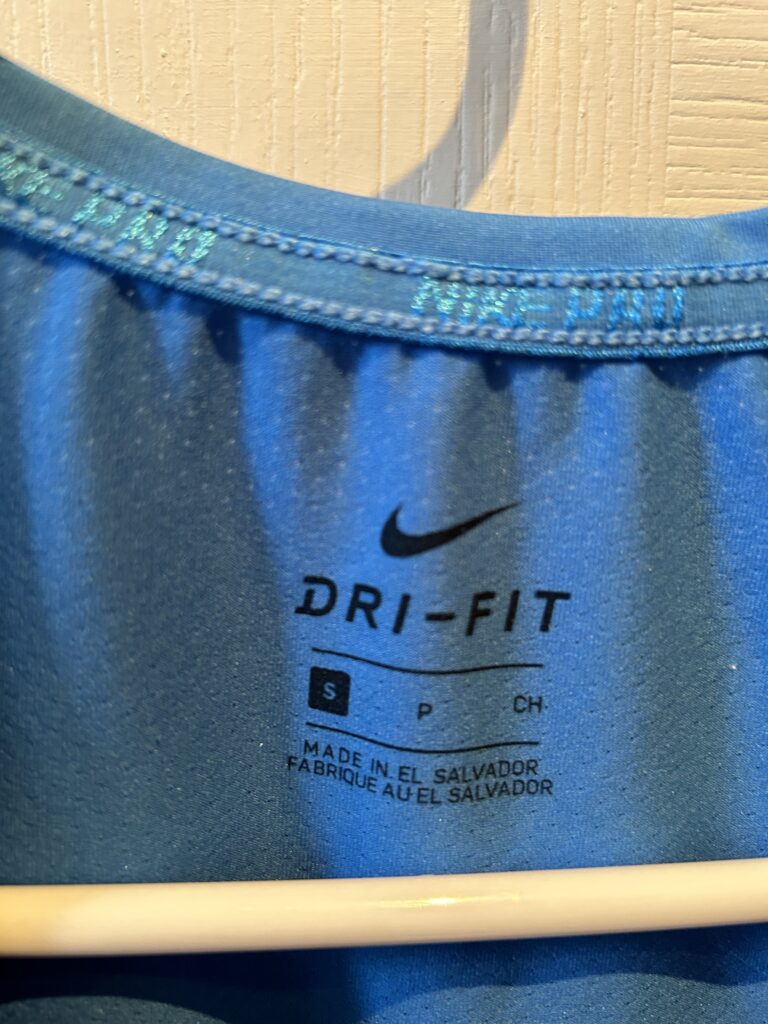 NIKE PRO
DRI-FIT
S P CH
MADE IN EL SALVADOR
FABRIQUE AU EL SALVADOR